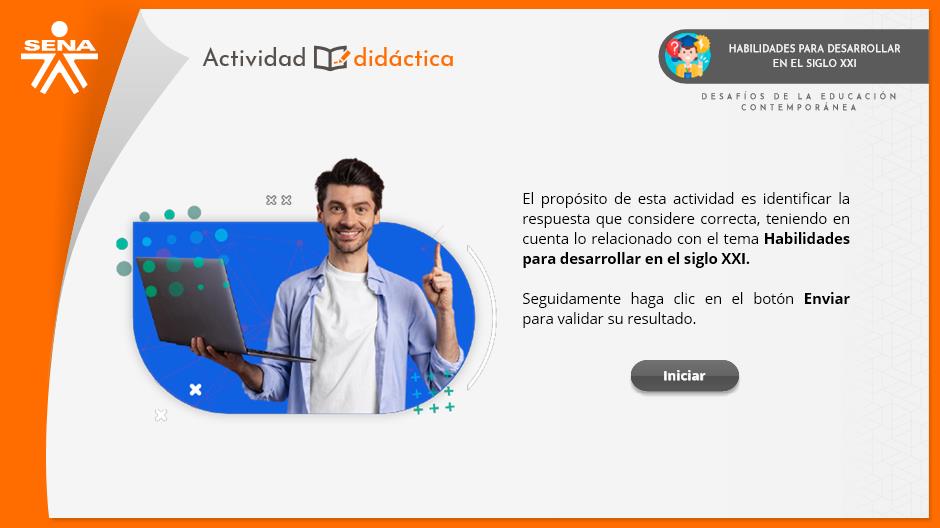 SENA
Actividad didáctica
HABILIDADES PARA DESARROLLAR
EN EL SIGLO XXI
DESAFÍOS DE LA EDUCACIÓN
CONTEMPORÁNEA
El propósito de esta actividad es identificar la
respuesta que considere correcta, teniendo en
cuenta lo relacionado con el tema Habilidades
para desarrollar en el siglo XXI.
Seguidamente haga clic en el botón Enviar
para validar su resultado.
Iniciar